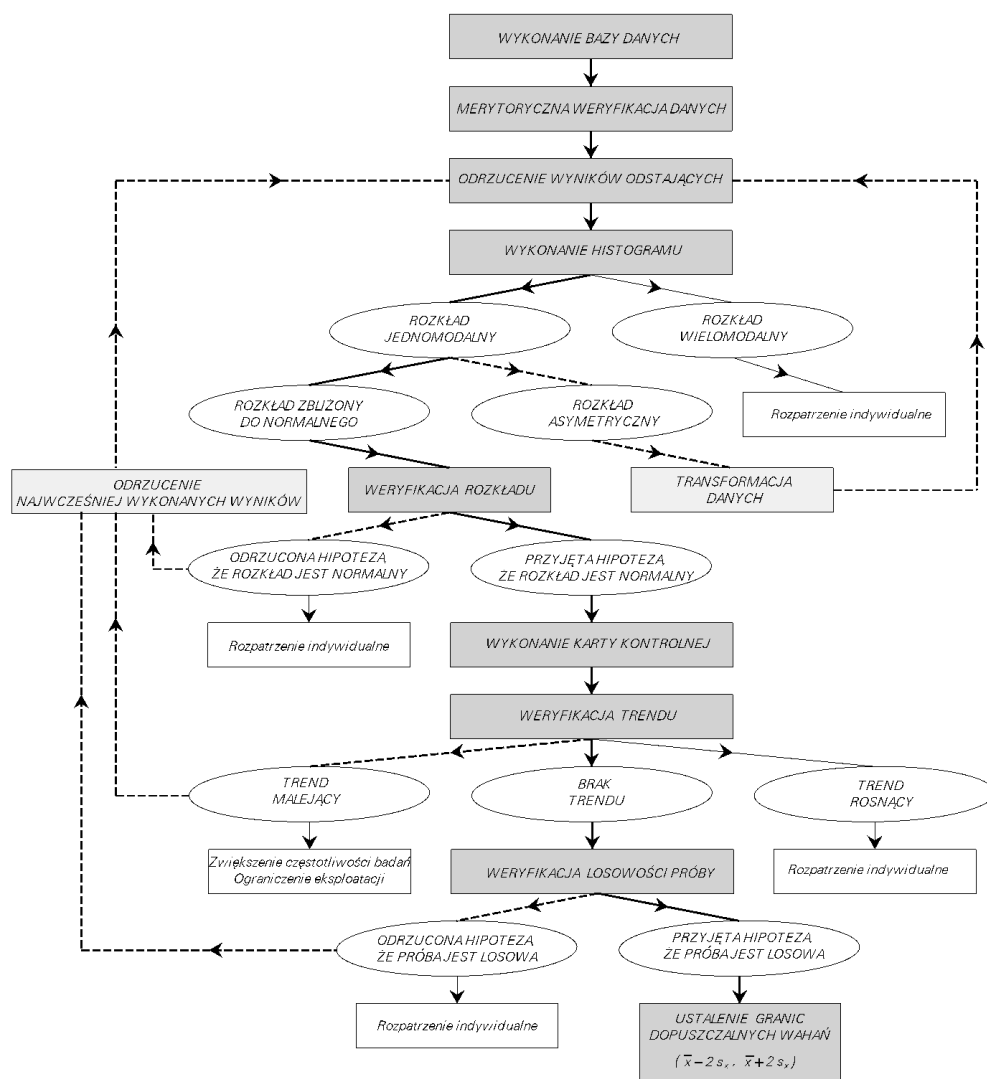 WYKONANIE BAZY DANYCH
MERYTORYCZNA WERYFIKACJA DANYCH
ODRZUCENIE WYNIKÓW ODSTAJĄCYCH
WYKONANIE HISTOGRAMU
ROZKŁAD
JEDNOMODALNY
ROZKŁAD
WIELOMODALNY
ROZKŁAD ZBLIŻONY
DO NORMALNEGO
ROZKŁAD
ASYMETRYCZNY
Rozpatrzenie indywidualne
ODRZUCENIE
NAJWCZEŚNIEJ WYKONANYCH WYNIKÓW
WERYFIKACJA ROZKŁADU
TRANSFORMACJA
DANYCH
ODRZUCONA HIPOTEZA,
ŻE ROZKŁAD JEST NORMALNY
PRZYJĘTA HIPOTEZA,
ŻE ROZKŁAD JEST NORMALNY
Rozpatrzenie indywidualne
WYKONANIE KARTY KONTROLNEJ
WERYFIKACJA TRENDU
TREND
MALEJĄCY
BRAK
TRENDU
TREND
ROSNĄCY
Zwiększenie częstotliwości badań
Ograniczenie eksploatacji
WERYFIKACJA LOSOWOŚCI PRÓBY
Rozpatrzenie indywidualne
ODRZUCONA HIPOTEZA,
ŻE PRÓBA JEST LOSOWA
PRZYJĘTA HIPOTEZA,
ŻE PRÓBA JEST LOSOWA
Rozpatrzenie indywidualne
USTALENIE GRANIC
DOPUSZCZALNYCH WAHAŃ
( x̅ − 2 sₓ , x̅ + 2 sₓ )